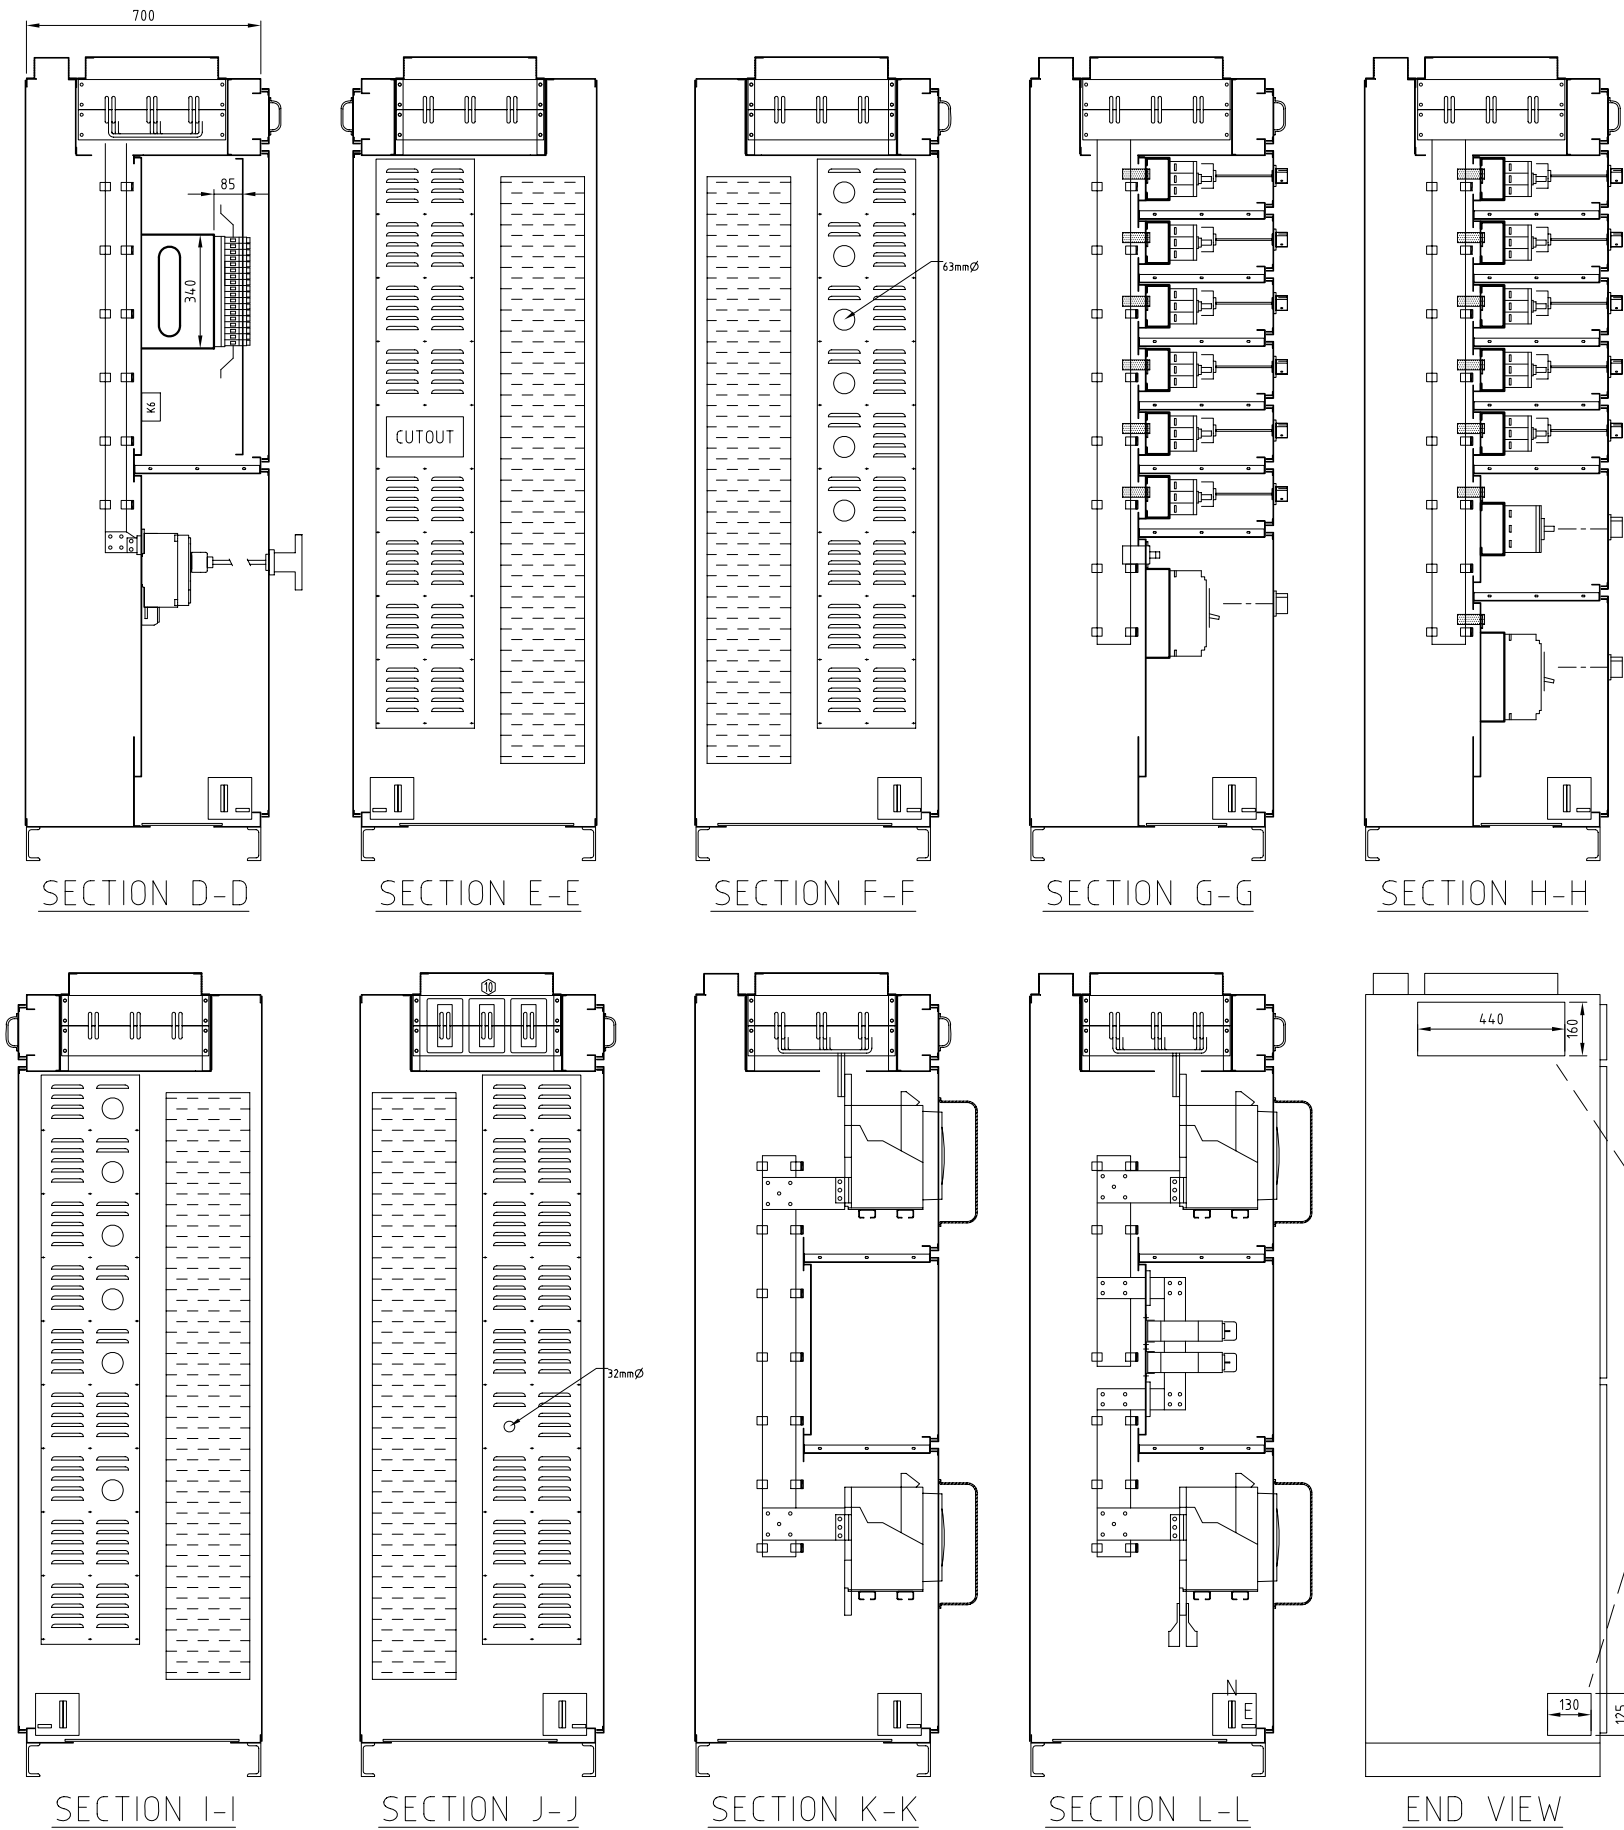 700
85
340
K6
CUTOUT
63mmØ
SECTION D-D
SECTION E-E
SECTION F-F
SECTION G-G
SECTION H-H
10
440
160
32mmØ
N
E
130
125
SECTION I-I
SECTION J-J
SECTION K-K
SECTION L-L
END VIEW